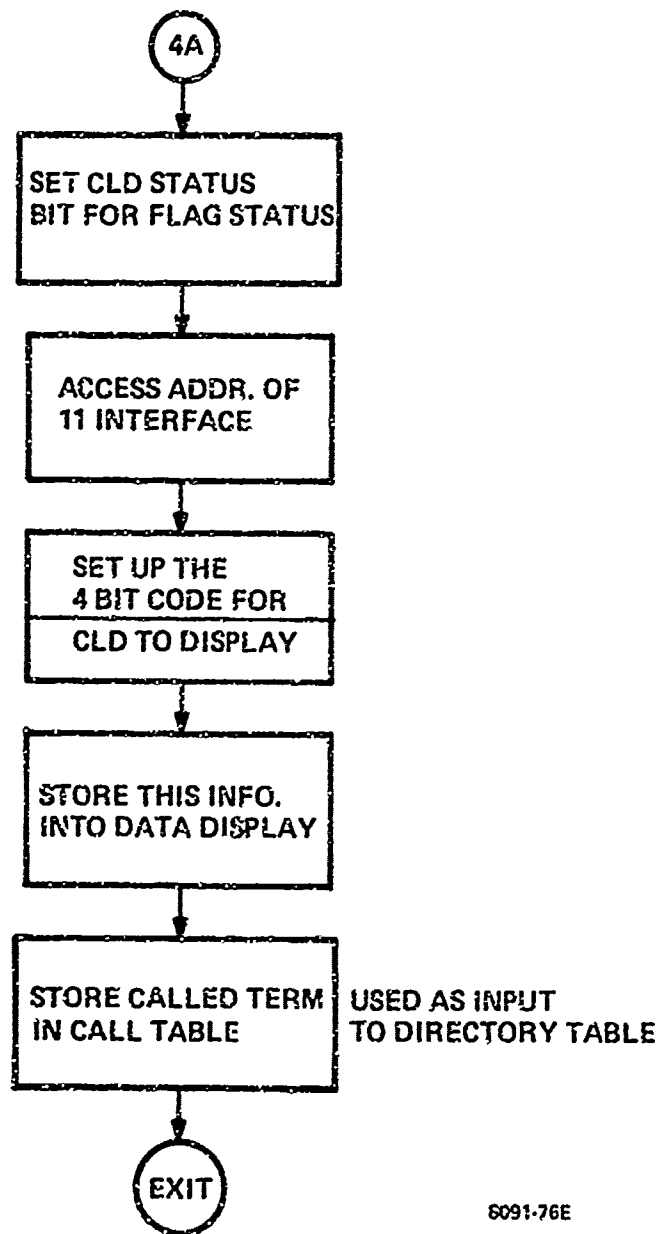 4A
SET CLD STATUS
BIT FOR FLAG STATUS
ACCESS ADDR. OF
11 INTERFACE
SET UP THE
4 BIT CODE FOR
CLD TO DISPLAY
STORE THIS INFO.
INTO DATA DISPLAY
STORE CALLED TERM
IN CALL TABLE
USED AS INPUT
TO DIRECTORY TABLE
EXIT
6091-76E